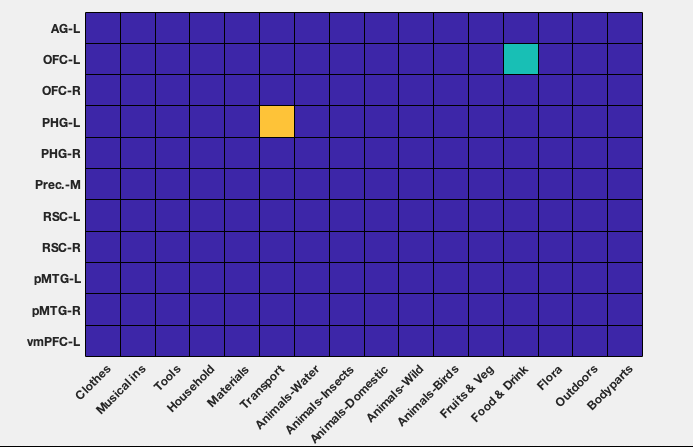 AG-L
OFC-L
OFC-R
PHG-L
PHG-R
Prec.-M
RSC-L
RSC-R
pMTG-L
pMTG-R
vmPFC-L
Clothes
Musical ins
Tools
Household
Materials
Transport
Animals-Water
Animals-Insects
Animals-Domestic
Animals-Wild
Animals-Birds
Fruits & Veg
Food & Drink
Flora
Outdoors
Bodyparts